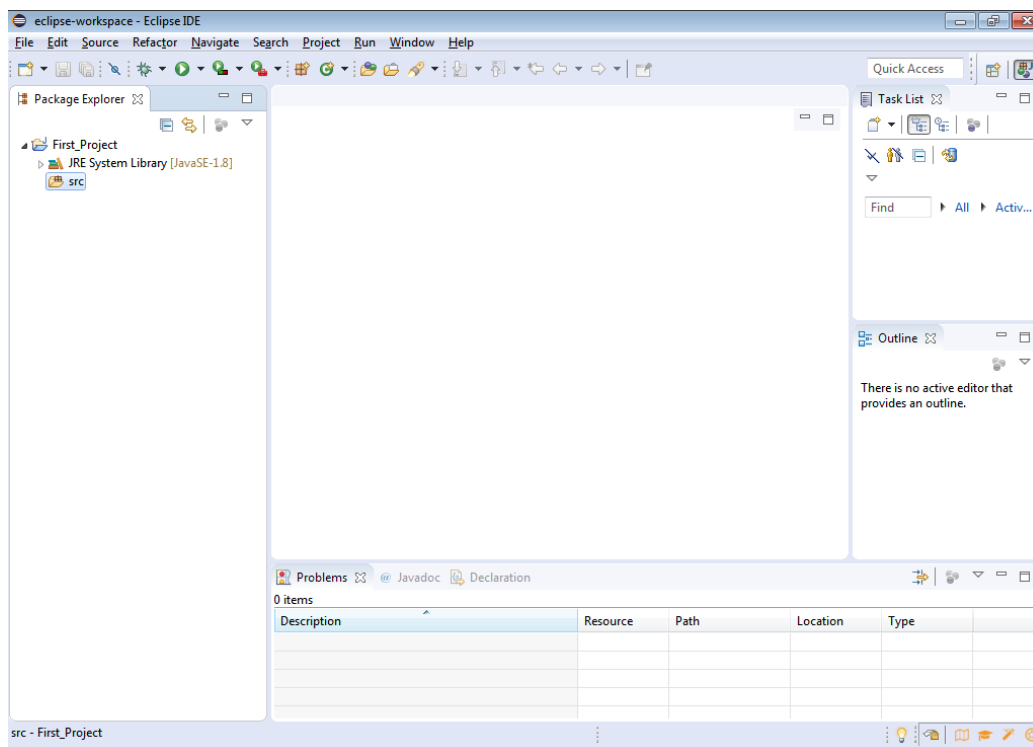 eclipse-workspace - Eclipse IDE
File Edit Source Refactor Navigate Search Project Run Window Help
Quick Access
Package Explorer
Task List
First_Project
JRE System Library [JavaSE-1.8]
src
Find All Activ...
Outline
There is no active editor that
provides an outline.
Problems @ Javadoc Declaration
0 items
Description Resource Path Location Type
src - First_Project